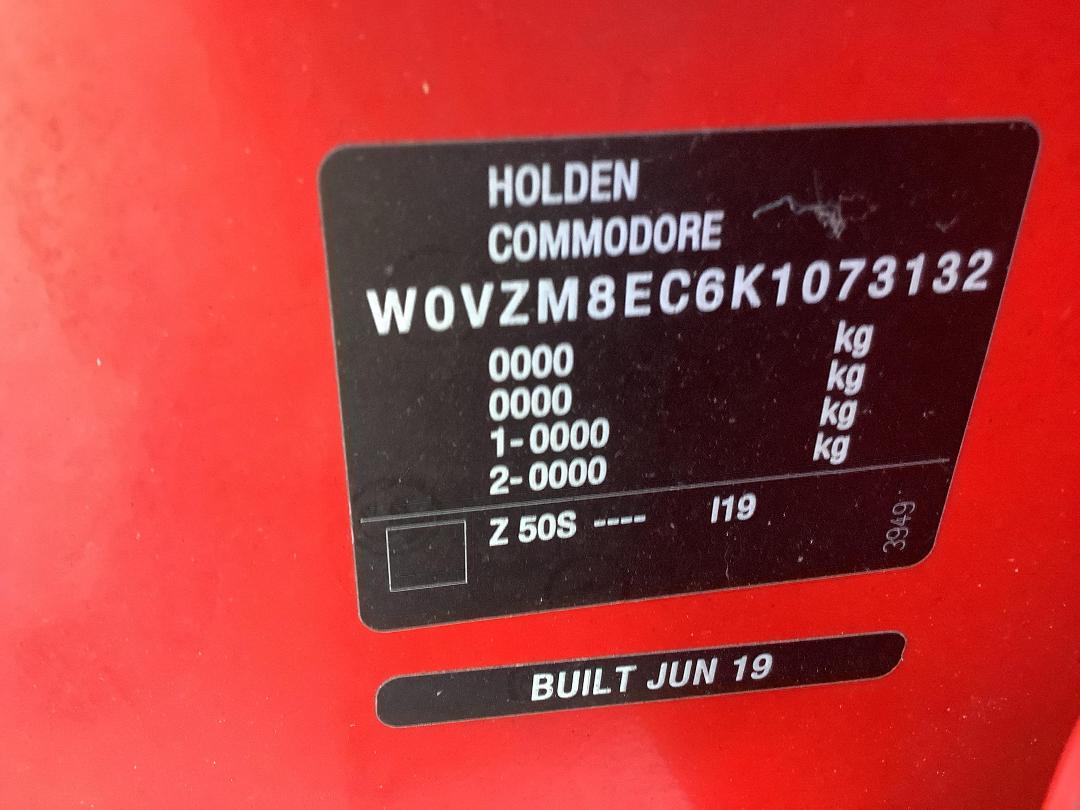 HOLDEN
COMMODORE
W0VZM8EC6K1073132
0000 kg
0000 kg
1-0000 kg
2-0000 kg
Z 50S ---- I19
3949
BUILT JUN 19